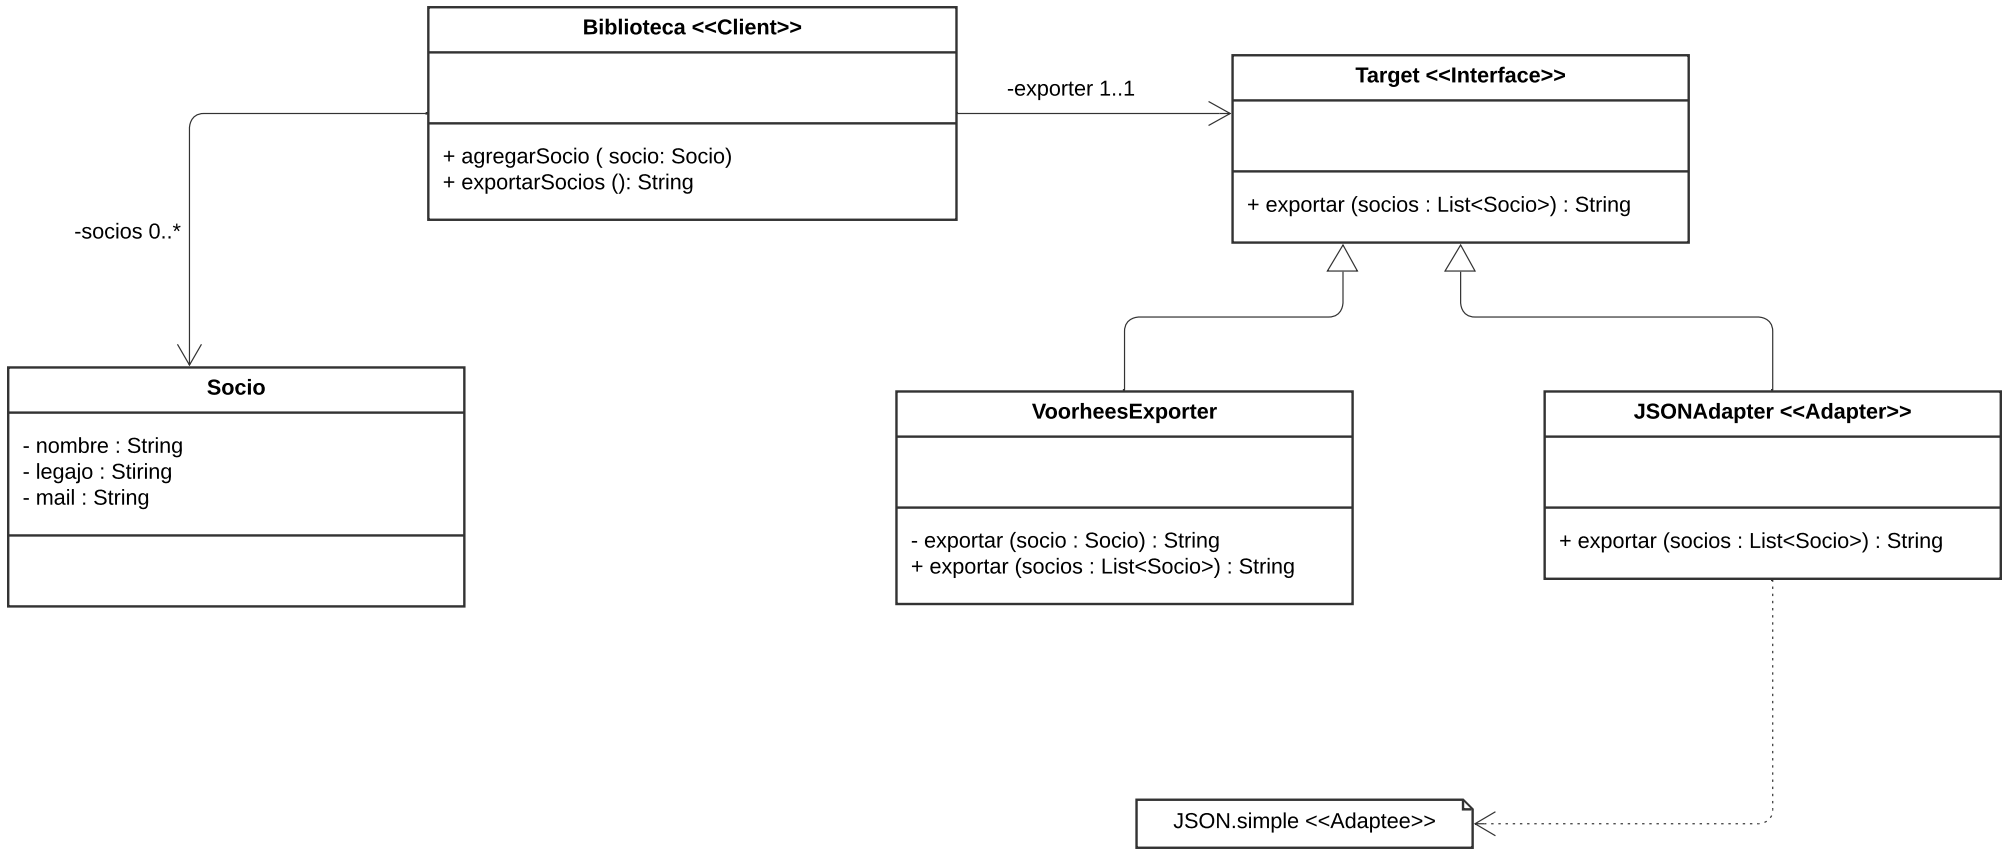 Biblioteca <<Client>>
+ agregarSocio ( socio: Socio)
+ exportarSocios (): String
-exporter 1..1
Target <<Interface>>
+ exportar (socios : List<Socio>) : String
-socios 0..*
Socio
- nombre : String
- legajo : Stiring
- mail : String
VoorheesExporter
- exportar (socio : Socio) : String
+ exportar (socios : List<Socio>) : String
JSONAdapter <<Adapter>>
+ exportar (socios : List<Socio>) : String
JSON.simple <<Adaptee>>